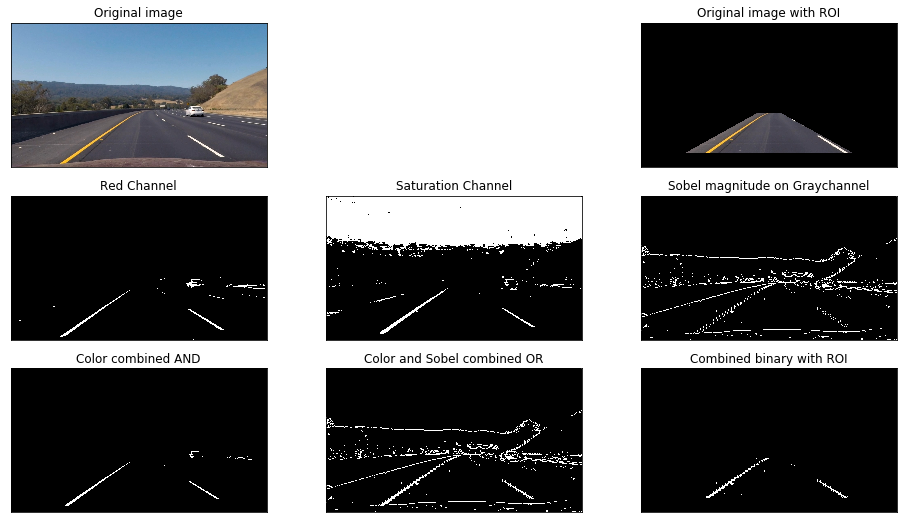 Original image
Original image with ROI
Red Channel
Saturation Channel
Sobel magnitude on Graychannel
Color combined AND
Color and Sobel combined OR
Combined binary with ROI